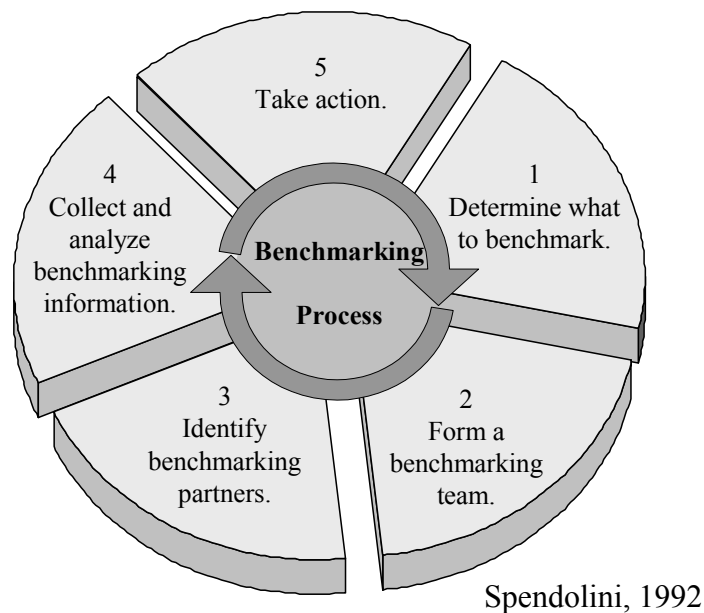 5
Take action.
1
Determine what
to benchmark.
2
Form a
benchmarking
team.
3
Identify
benchmarking
partners.
4
Collect and
analyze
benchmarking
information.
Benchmarking
Process
Spendolini, 1992